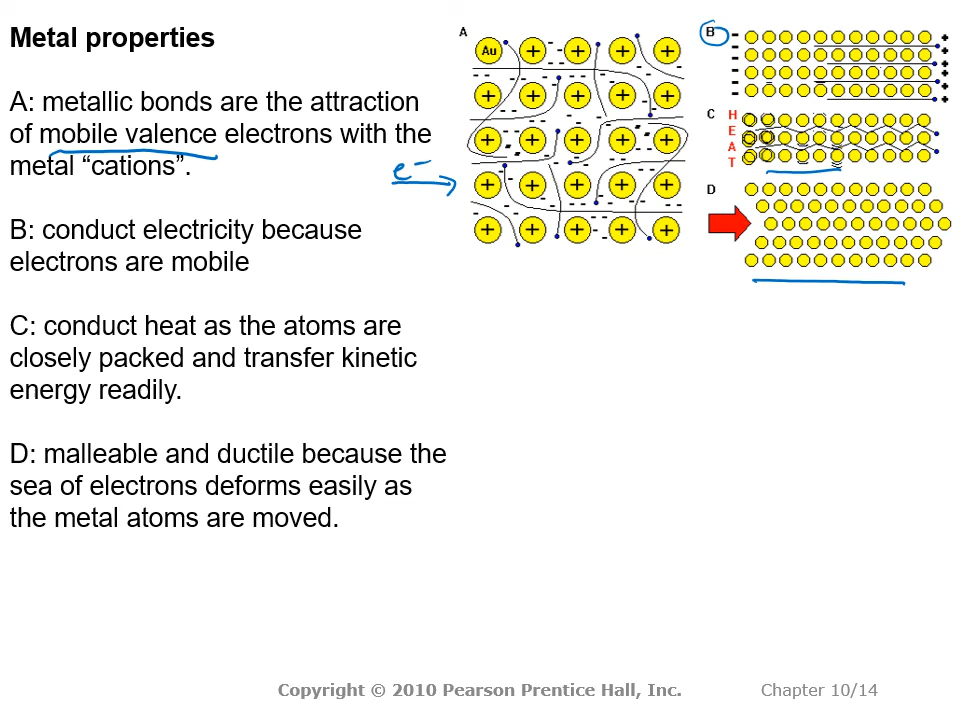 Metal properties
A: metallic bonds are the attraction
of mobile valence electrons with the
metal “cations”.
e⁻
B: conduct electricity because
electrons are mobile
C: conduct heat as the atoms are
closely packed and transfer kinetic
energy readily.
D: malleable and ductile because the
sea of electrons deforms easily as
the metal atoms are moved.
A
Au
B
C
H
E
A
T
D
Copyright © 2010 Pearson Prentice Hall, Inc.
Chapter 10/14